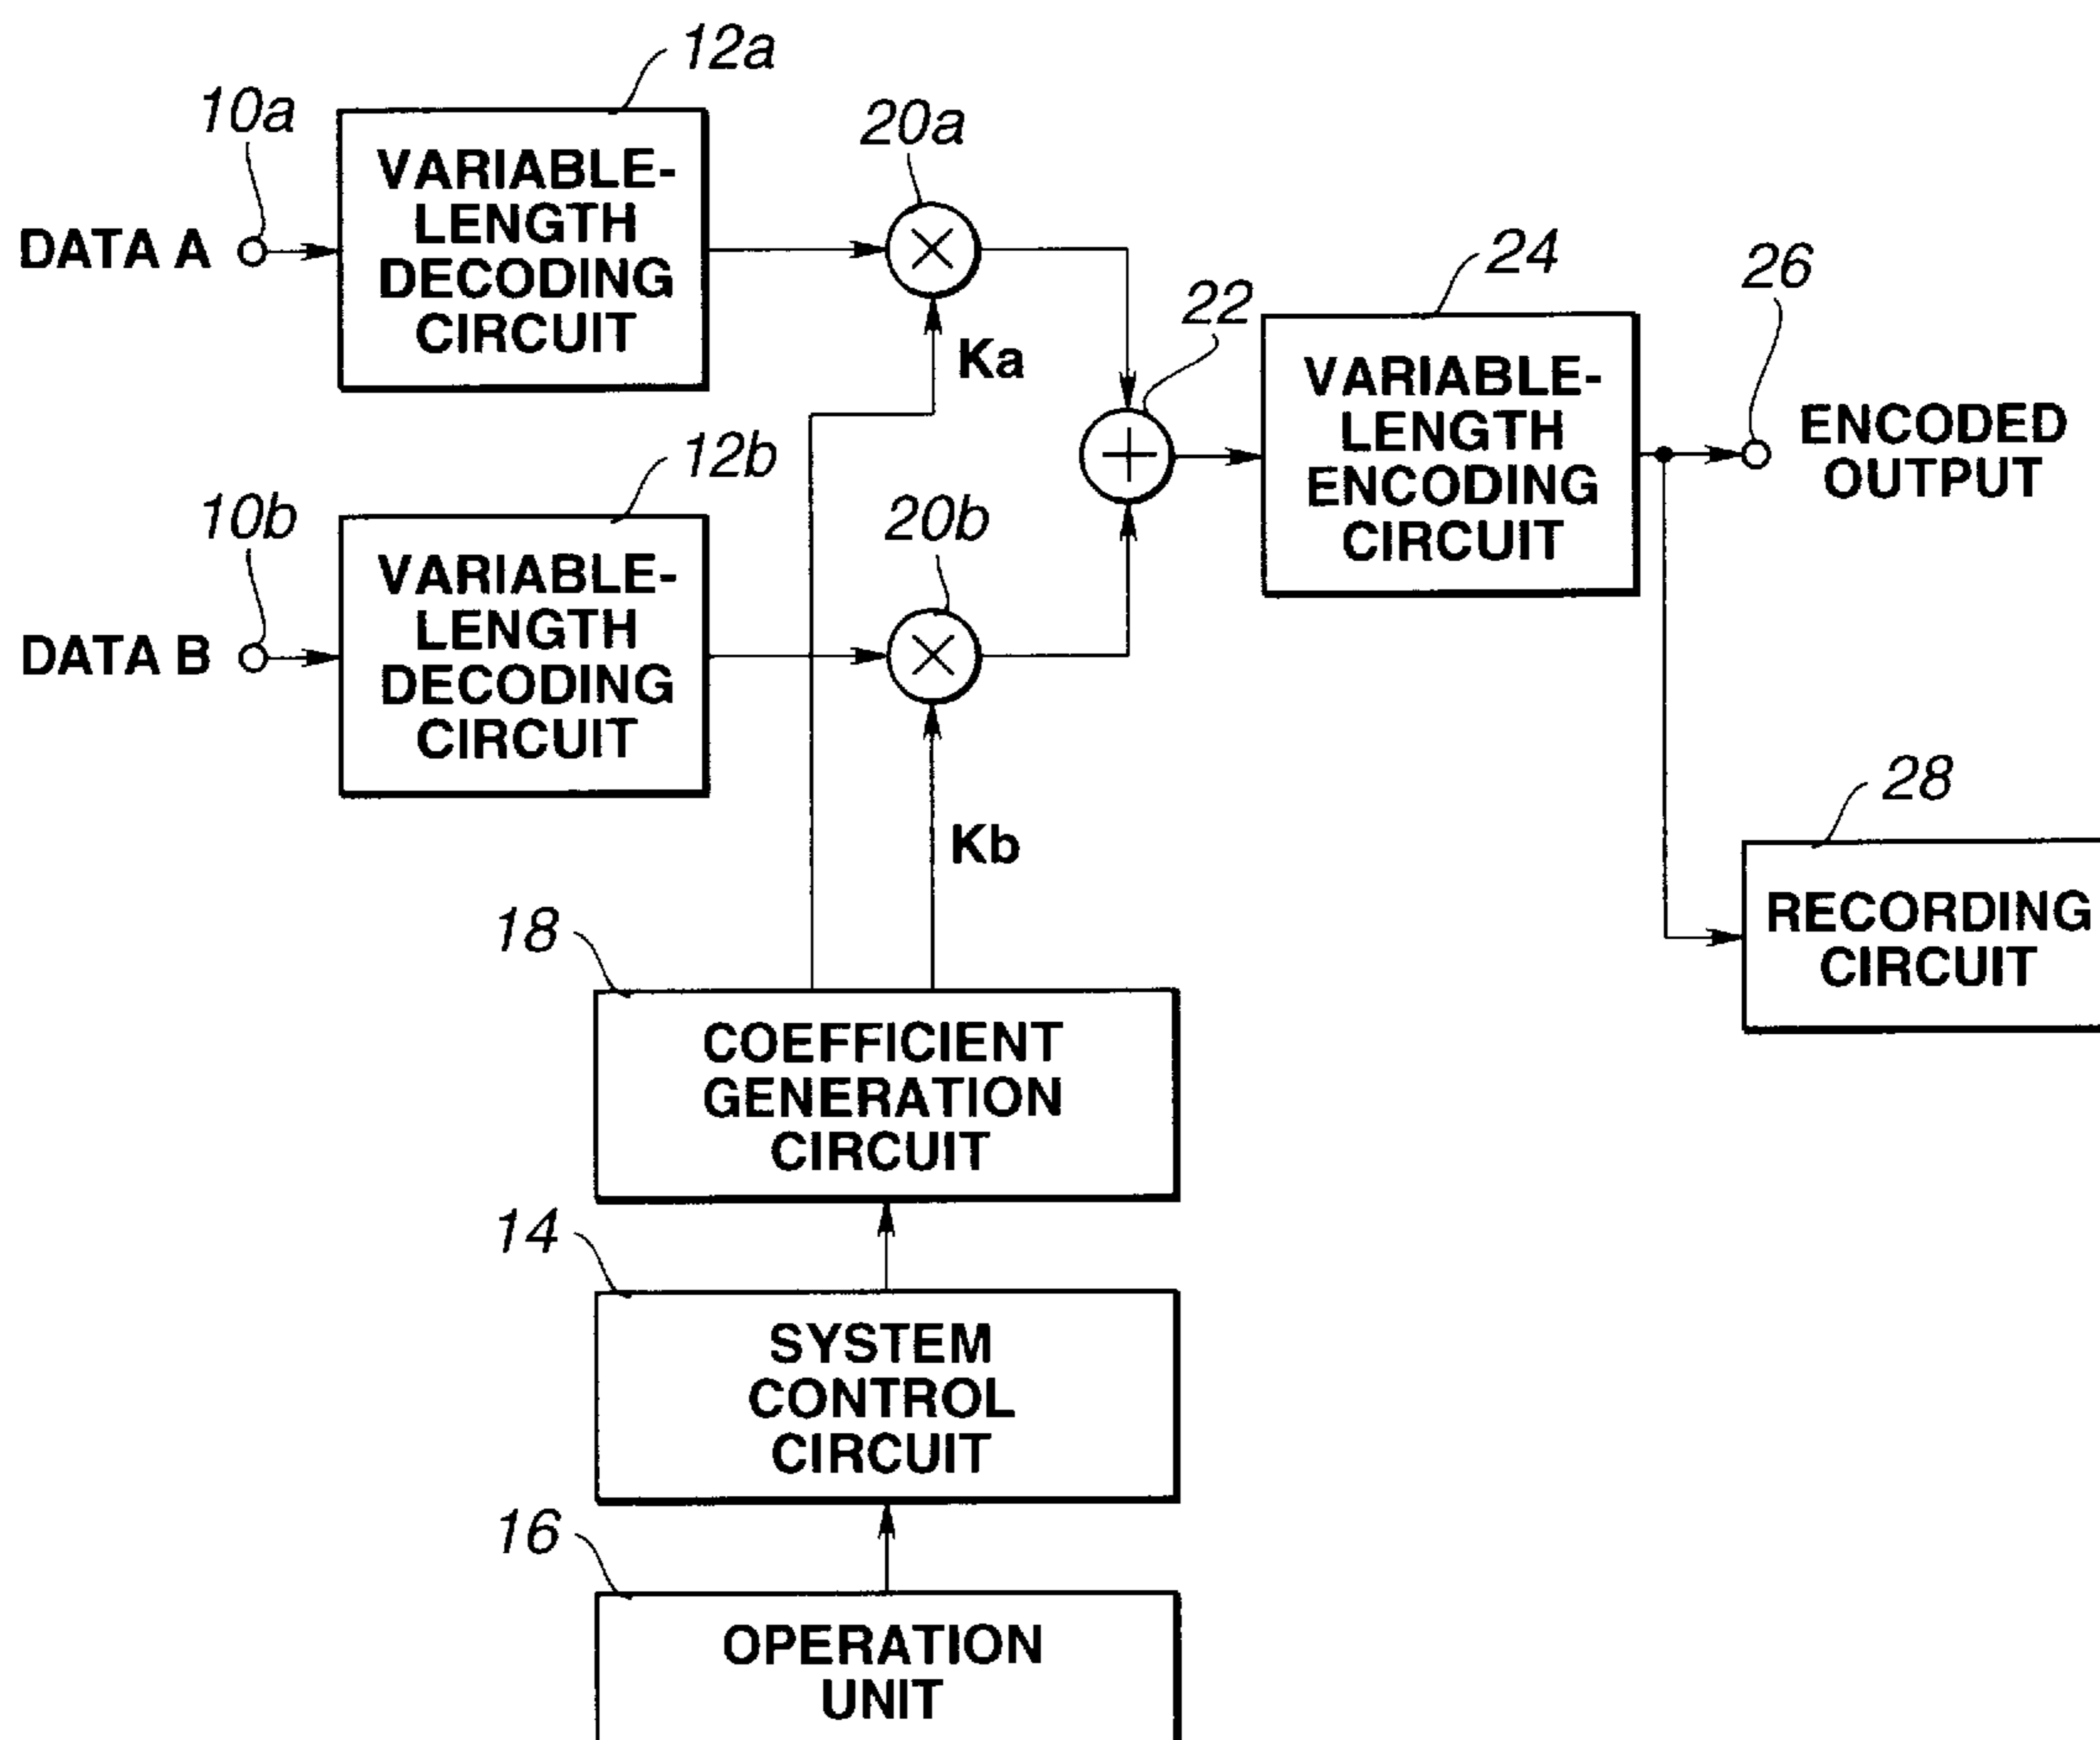 12a
10a
20a
VARIABLE-
LENGTH
DECODING
CIRCUIT
DATA A
24
26
22
Ka
VARIABLE-
LENGTH
ENCODING
CIRCUIT
ENCODED
OUTPUT
12b
10b
20b
VARIABLE-
LENGTH
DECODING
CIRCUIT
DATA B
Kb
28
RECORDING
CIRCUIT
18
COEFFICIENT
GENERATION
CIRCUIT
14
SYSTEM
CONTROL
CIRCUIT
16
OPERATION
UNIT